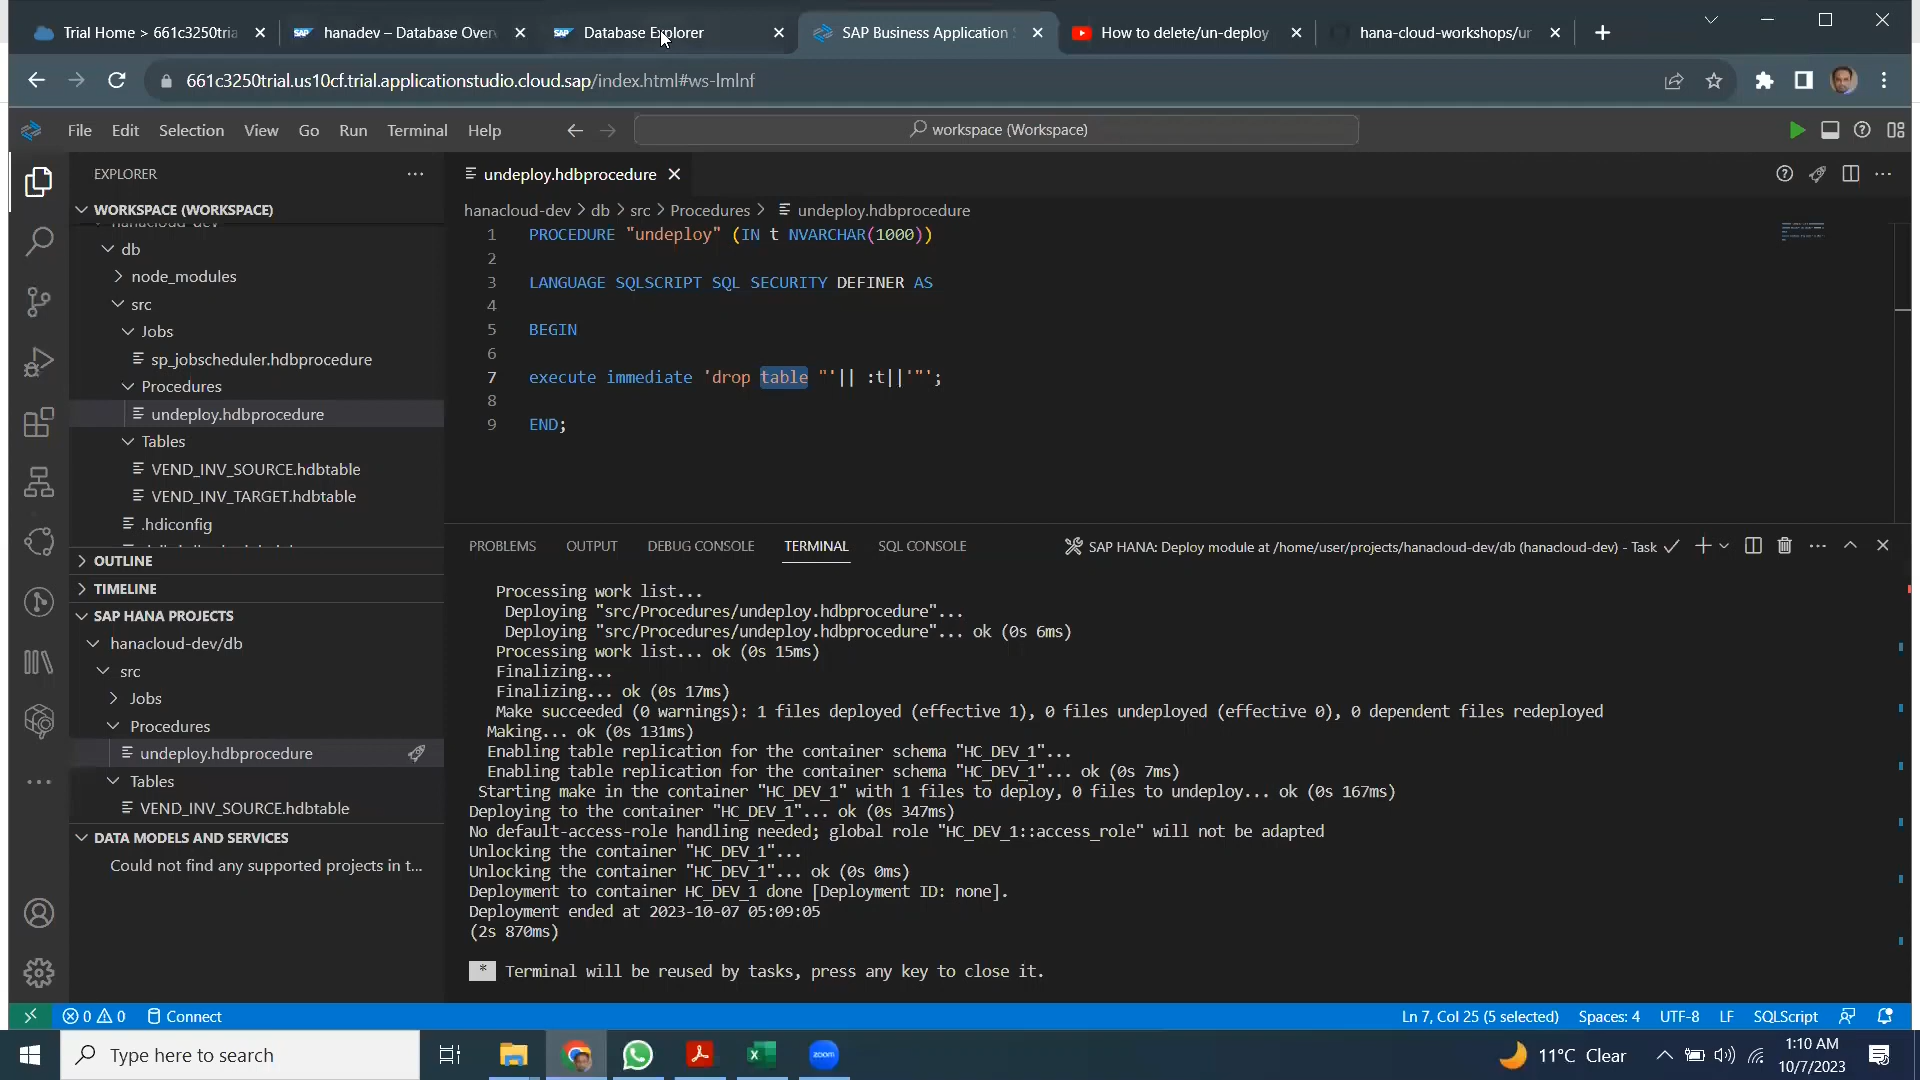 Trial Home > 661c3250tria
SAP hanadev – Database Over
SAP Database Explorer
SAP Business Application S
How to delete/un-deploy
hana-cloud-workshops/ur
661c3250trial.us10cf.trial.applicationstudio.cloud.sap/index.html#ws-lmlnf
File Edit Selection View Go Run Terminal Help
workspace (Workspace)
EXPLORER
WORKSPACE (WORKSPACE)
hanacloud-dev
db
node_modules
src
Jobs
sp_jobscheduler.hdbprocedure
Procedures
undeploy.hdbprocedure
Tables
VEND_INV_SOURCE.hdbtable
VEND_INV_TARGET.hdbtable
.hdiconfig
OUTLINE
TIMELINE
SAP HANA PROJECTS
hanacloud-dev/db
src
Jobs
Procedures
undeploy.hdbprocedure
Tables
VEND_INV_SOURCE.hdbtable
DATA MODELS AND SERVICES
Could not find any supported projects in t...
undeploy.hdbprocedure
hanacloud-dev > db > src > Procedures > undeploy.hdbprocedure
1 PROCEDURE "undeploy" (IN t NVARCHAR(1000))
2
3 LANGUAGE SQLSCRIPT SQL SECURITY DEFINER AS
4
5 BEGIN
6
7 execute immediate 'drop table "'|| :t||'"';
8
9 END;
PROBLEMS OUTPUT DEBUG CONSOLE TERMINAL SQL CONSOLE
SAP HANA: Deploy module at /home/user/projects/hanacloud-dev/db (hanacloud-dev) - Task
Processing work list...
Deploying "src/Procedures/undeploy.hdbprocedure"...
Deploying "src/Procedures/undeploy.hdbprocedure"... ok (0s 6ms)
Processing work list... ok (0s 15ms)
Finalizing...
Finalizing... ok (0s 17ms)
Make succeeded (0 warnings): 1 files deployed (effective 1), 0 files undeployed (effective 0), 0 dependent files redeployed
Making... ok (0s 131ms)
Enabling table replication for the container schema "HC_DEV_1"...
Enabling table replication for the container schema "HC_DEV_1"... ok (0s 7ms)
Starting make in the container "HC_DEV_1" with 1 files to deploy, 0 files to undeploy... ok (0s 167ms)
Deploying to the container "HC_DEV_1"... ok (0s 347ms)
No default-access-role handling needed; global role "HC_DEV_1::access_role" will not be adapted
Unlocking the container "HC_DEV_1"...
Unlocking the container "HC_DEV_1"... ok (0s 0ms)
Deployment to container HC_DEV_1 done [Deployment ID: none].
Deployment ended at 2023-10-07 05:09:05
(2s 870ms)
* Terminal will be reused by tasks, press any key to close it.
0 0 Connect
Ln 7, Col 25 (5 selected) Spaces: 4 UTF-8 LF SQLScript
Type here to search
zoom
11°C Clear
1:10 AM
10/7/2023